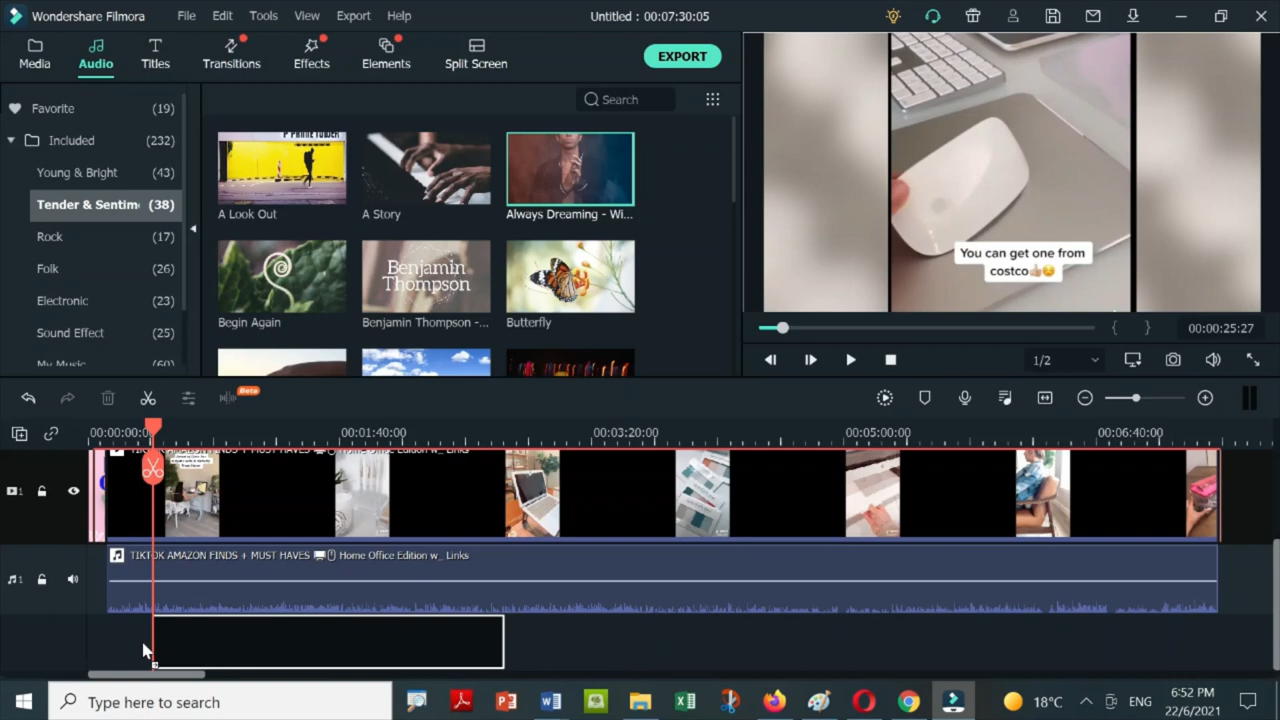 Wondershare Filmora File Edit Tools View Export Help Untitled : 00:07:30:05
Media Audio Titles Transitions Effects Elements Split Screen EXPORT
Favorite (19)
Included (232)
Young & Bright (43)
Tender & Sentim (38)
Rock (17)
Folk (26)
Electronic (23)
Sound Effect (25)
My Music (60)
Search
A Look Out
A Story
Always Dreaming - Wi...
Begin Again
Benjamin
Thompson
Benjamin Thompson -...
Butterfly
You can get one from
costco👍🏼☺️
{ } 00:00:25:27
1/2
Beta
00:00:00:00 00:01:40:00 00:03:20:00 00:05:00:00 00:06:40:00
TIKTOK AMAZON FINDS + MUST HAVES 💻🖱 Home Office Edition w_ Links
1
TIKTOK AMAZON FINDS + MUST HAVES 💻🖱 Home Office Edition w_ Links
1
Type here to search
18°C ENG
6:52 PM
22/6/2021